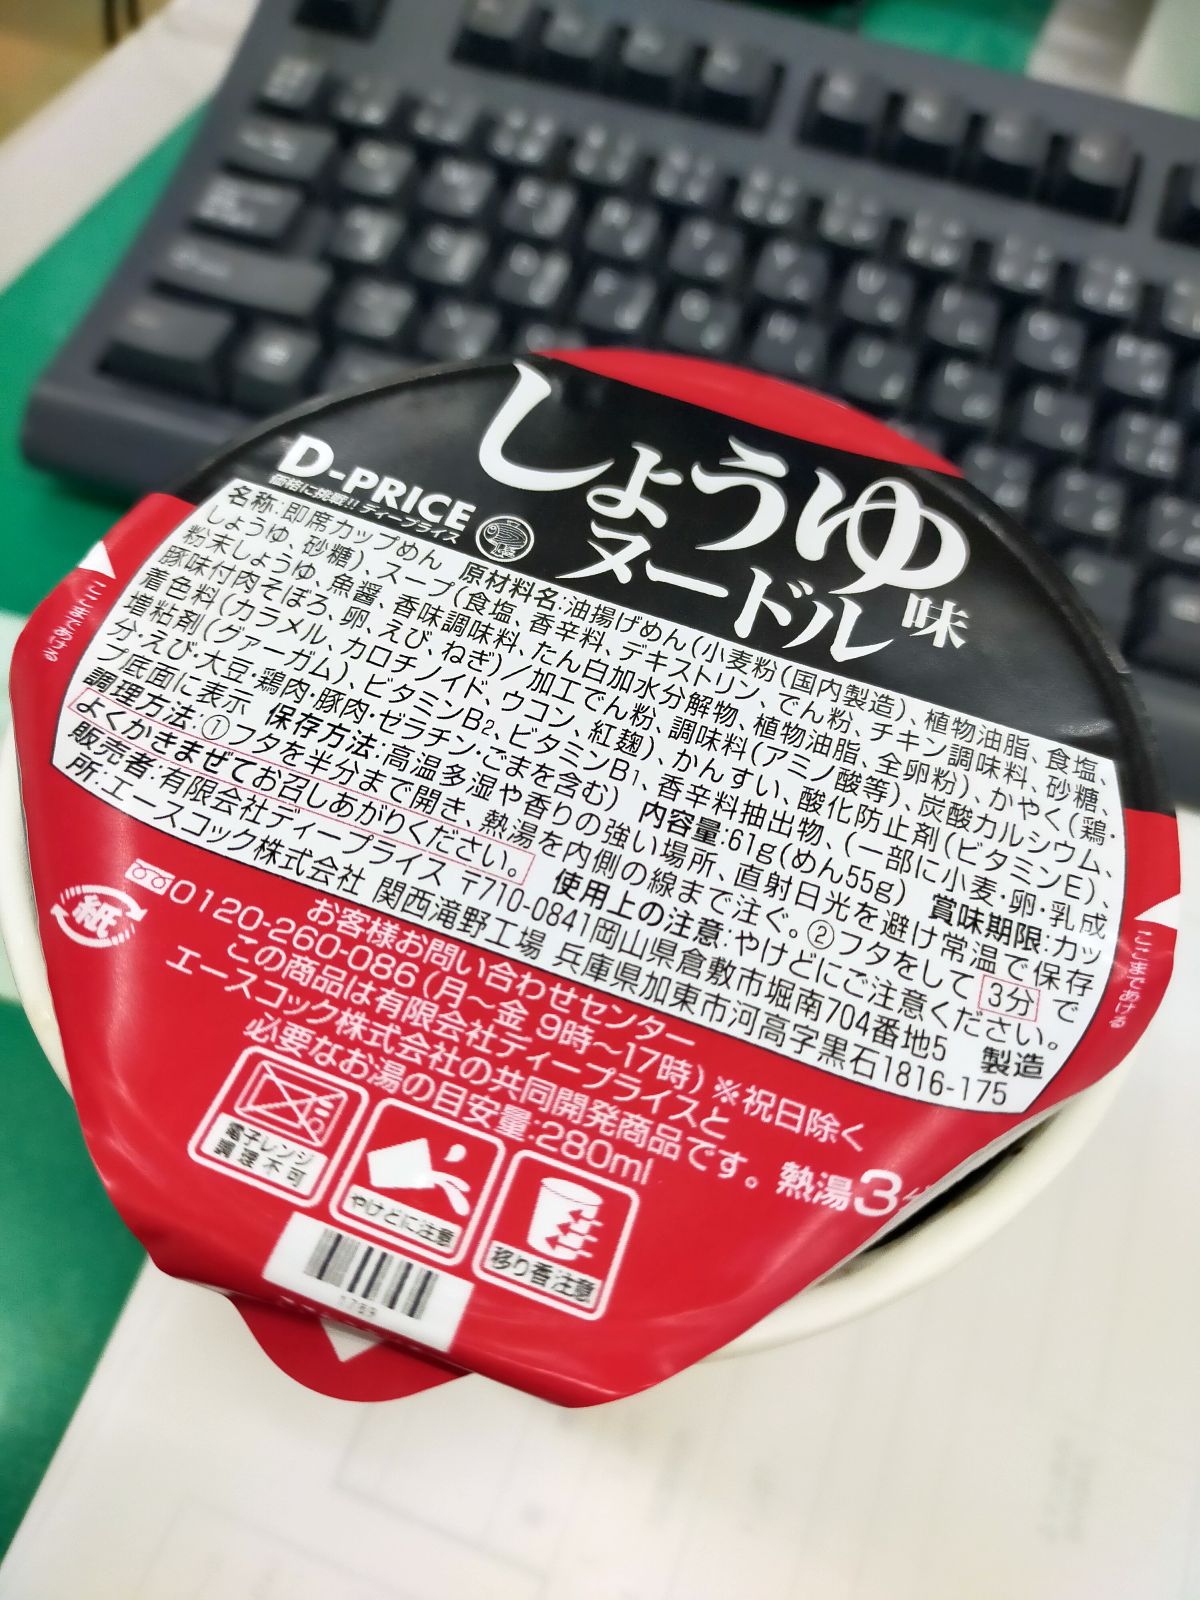 しょうゆ味
ヌードル
D-PRICE
価格に挑戦!! ディープライス
名称:即席カップめん 原材料名:油揚げめん(小麦粉(国内製造)、植物油脂、食塩、
しょうゆ、砂糖)、スープ(食塩、香辛料、デキストリン、でん粉、チキン調味料、砂糖、
粉末しょうゆ、魚醤、香味調味料、たん白加水分解物、植物油脂、全卵粉)、かやく(鶏・
豚味付肉そぼろ、卵、えび、ねぎ)/加工でん粉、調味料(アミノ酸等)、炭酸カルシウム、
着色料(カラメル、カロチノイド、ウコン、紅麹)、かんすい、酸化防止剤(ビタミンE)、
増粘剤(グァーガム)、ビタミンB2、ビタミンB1、香辛料抽出物、(一部に小麦・卵・乳成
分・えび・大豆・鶏肉・豚肉・ゼラチン・ごまを含む) 内容量:61g(めん55g) 賞味期限:カッ
プ底面に表示 保存方法:高温多湿や香りの強い場所、直射日光を避け常温で保存
調理方法:①フタを半分まで開き、熱湯を内側の線まで注ぐ。②フタをして3分で
よくかきまぜてお召しあがりください。 使用上の注意:やけどにご注意ください。
販売者:有限会社ディープライス 〒710-0841岡山県倉敷市堀南704番地5 製造
所:エースコック株式会社 関西滝野工場 兵庫県加東市河高字黒石1816-175
ここまであける
ここまであける
紙
お客様お問い合わせセンター
0120-260-086(月～金 9時～17時)※祝日除く
この商品は有限会社ディープライスと
エースコック株式会社の共同開発商品です。
必要なお湯の目安量:280ml
熱湯3
電子レンジ
調理不可
やけどに注意
移り香注意